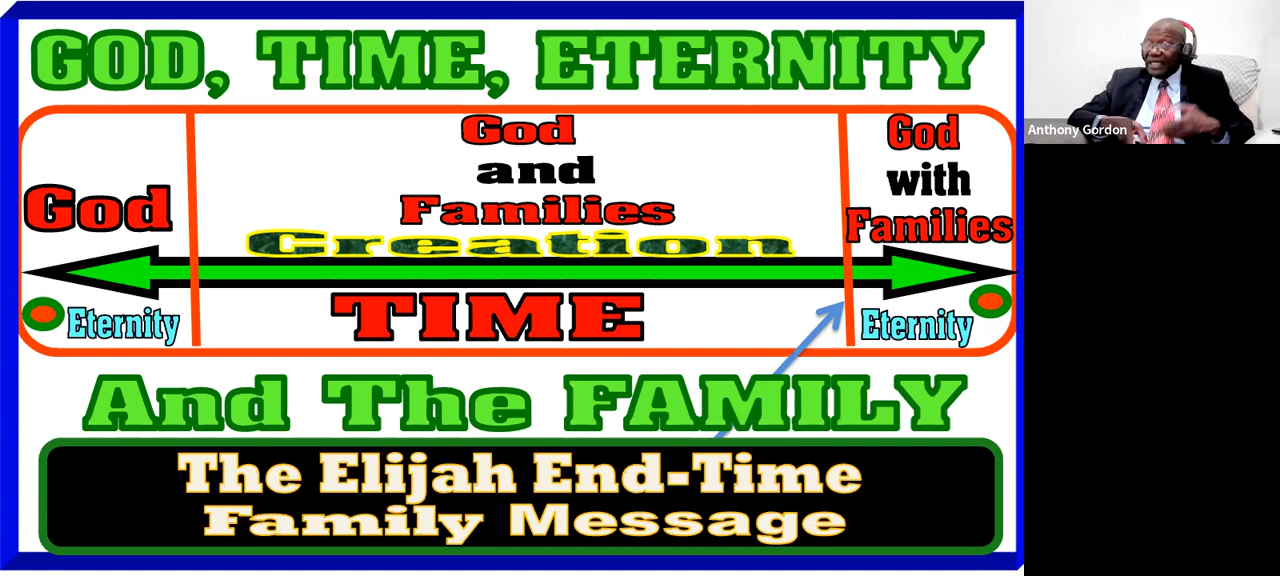 GOD, TIME, ETERNITY
God
and
Families
God
with
Families
God
Creation
TIME
Eternity
Eternity
And The FAMILY
The Elijah End-Time
Family Message
Anthony Gordon